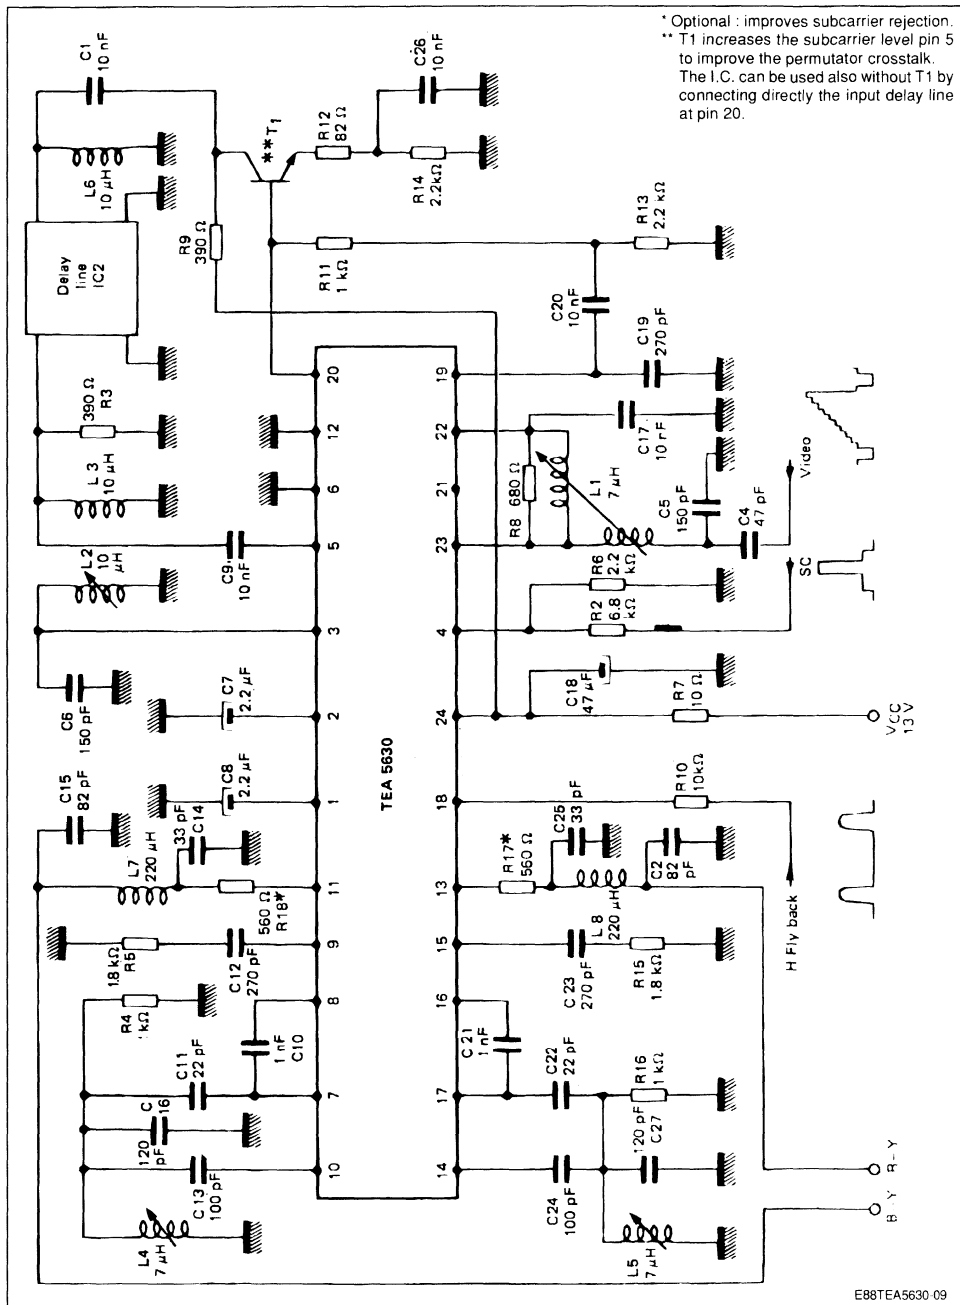 * Optional : improves subcarrier rejection.
** T1 increases the subcarrier level pin 5
to improve the permutator crosstalk.
The I.C. can be used also without T1 by
connecting directly the input delay line
at pin 20.
C1
10 nF
C26
10 nF
L6
10 µH
**T1
R12
82 Ω
R14
2.2kΩ
Delay
line
IC2
R9
390 Ω
R11
1 kΩ
R13
2.2 kΩ
C20
10 nF
C19
270 pF
390 Ω
R3
L3
10 µH
C9
10 nF
L2
10
µH
20
12
6
5
3
2
1
11
9
8
7
10
TEA 5630
19
22
21
23
4
24
18
13
15
16
17
14
C17
10 nF
R8
680 Ω
L1
7 µH
C5
150 pF
C4
47 pF
Video
SC
R6
2.2
kΩ
R2
6.8
kΩ
C6
150 pF
C7
2.2 µF
C18
47 µF
R7
10 Ω
VCC
13 V
C15
82 pF
C8
2.2 µF
R10
10kΩ
L7
220 µH
33 pF
C14
560 Ω
R18*
R17*
560 Ω
C25
33 pF
C2
82
pF
L8
220 µH
H Fly back
1.8 kΩ
R5
C12
270 pF
C 23
270 pF
R15
1.8 kΩ
R4
1kΩ
1 nF
C10
C 21
1 nF
C11
22 pF
C22
22 pF
R16
1 kΩ
C
16
120
pF
120 pF
C27
C13
100 pF
C24
100 pF
L4
7 µH
L5
7 µH
R-Y
B-Y
E88TEA5630-09